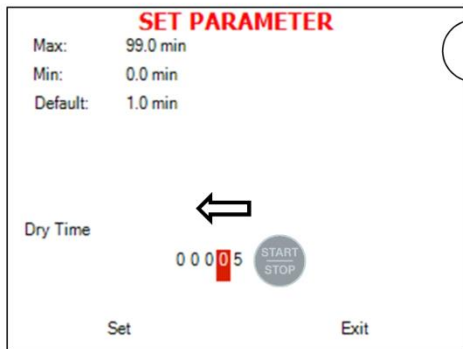 SET PARAMETER
Max: 99.0 min
Min: 0.0 min
Default: 1.0 min
Dry Time
0 0 0 0 5
START
STOP
Set Exit